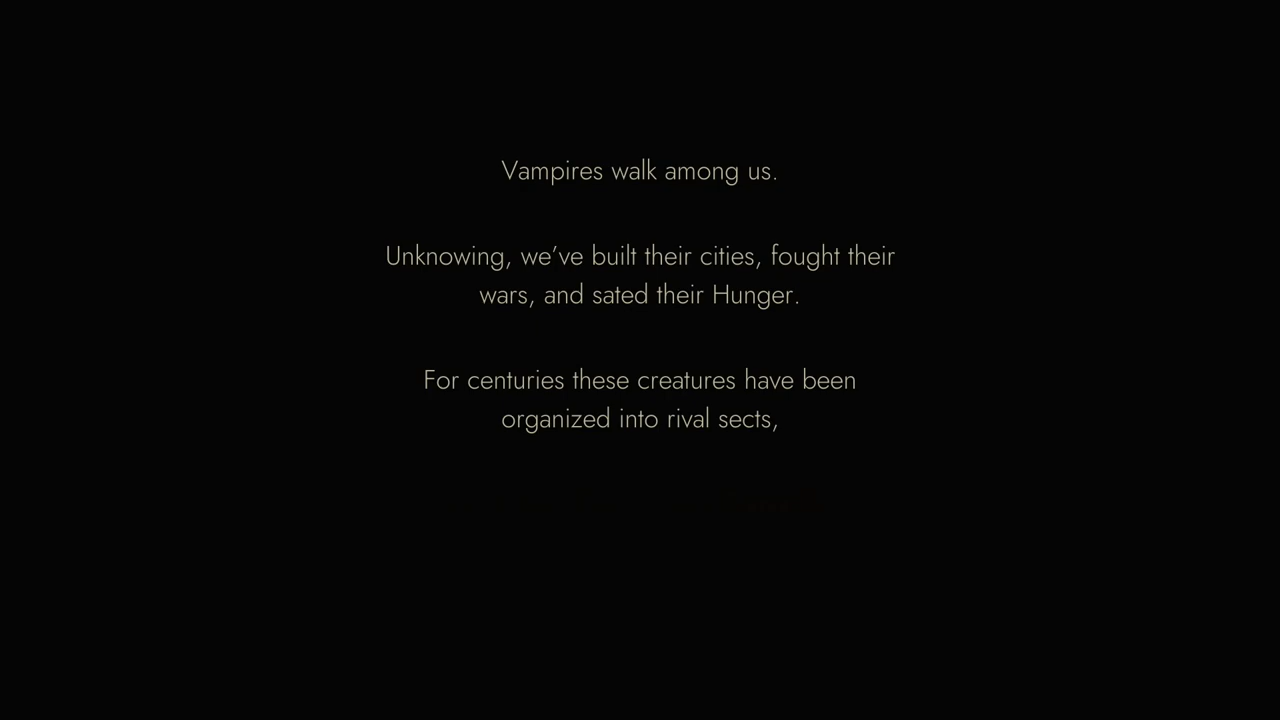 Vampires walk among us.
Unknowing, we’ve built their cities, fought their
wars, and sated their Hunger.
For centuries these creatures have been
organized into rival sects,